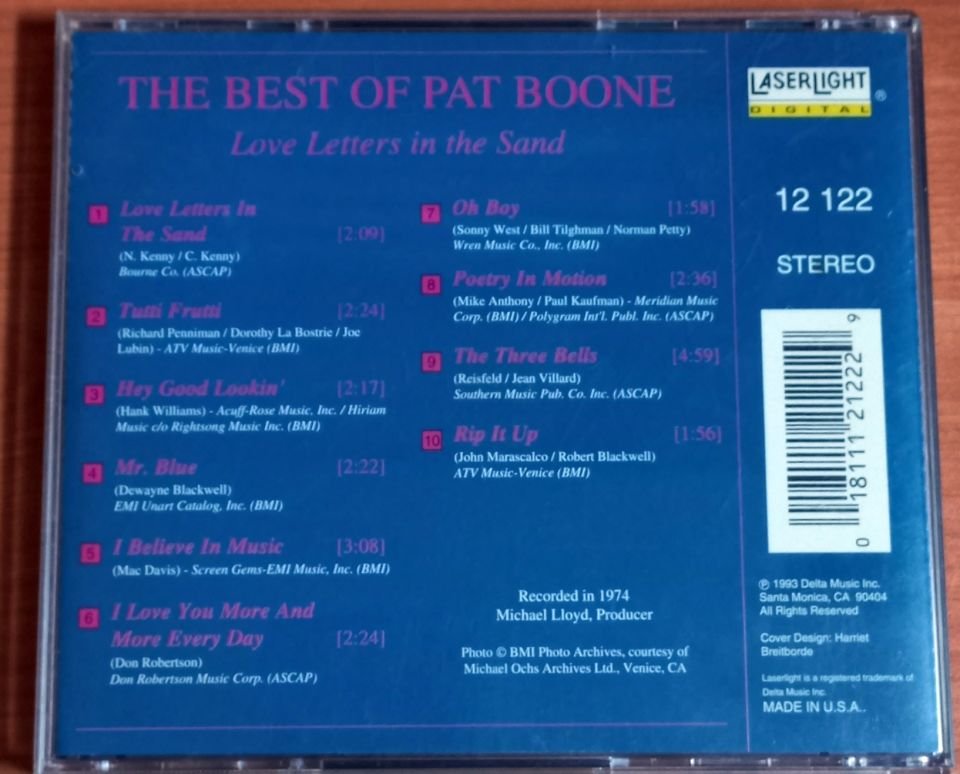 THE BEST OF PAT BOONE
Love Letters in the Sand
1 Love Letters In
The Sand [2:09]
(N. Kenny / C. Kenny)
Bourne Co. (ASCAP)
2 Tutti Frutti [2:24]
(Richard Penniman / Dorothy La Bostrie / Joe
Lubin) - ATV Music-Venice (BMI)
3 Hey Good Lookin' [2:17]
(Hank Williams) - Acuff-Rose Music, Inc. / Hiriam
Music c/o Rightsong Music Inc. (BMI)
4 Mr. Blue [2:22]
(Dewayne Blackwell)
EMI Unart Catalog, Inc. (BMI)
5 I Believe In Music [3:08]
(Mac Davis) - Screen Gems-EMI Music, Inc. (BMI)
6 I Love You More And
More Every Day [2:24]
(Don Robertson)
Don Robertson Music Corp. (ASCAP)
7 Oh Boy [1:58]
(Sonny West / Bill Tilghman / Norman Petty)
Wren Music Co., Inc. (BMI)
8 Poetry In Motion [2:36]
(Mike Anthony / Paul Kaufman) - Meridian Music
Corp. (BMI) / Polygram Int'l. Publ. Inc. (ASCAP)
9 The Three Bells [4:59]
(Reisfeld / Jean Villard)
Southern Music Pub. Co. Inc. (ASCAP)
10 Rip It Up [1:56]
(John Marascalco / Robert Blackwell)
ATV Music-Venice (BMI)
Recorded in 1974
Michael Lloyd, Producer
Photo © BMI Photo Archives, courtesy of
Michael Ochs Archives Ltd., Venice, CA
LASERLIGHT ®
DIGITAL
12 122
STEREO
0 18111 21222 9
℗ 1993 Delta Music Inc.
Santa Monica, CA 90404
All Rights Reserved
Cover Design: Harriet
Breitborde
Laserlight is a registered trademark of
Delta Music Inc.
MADE IN U.S.A..